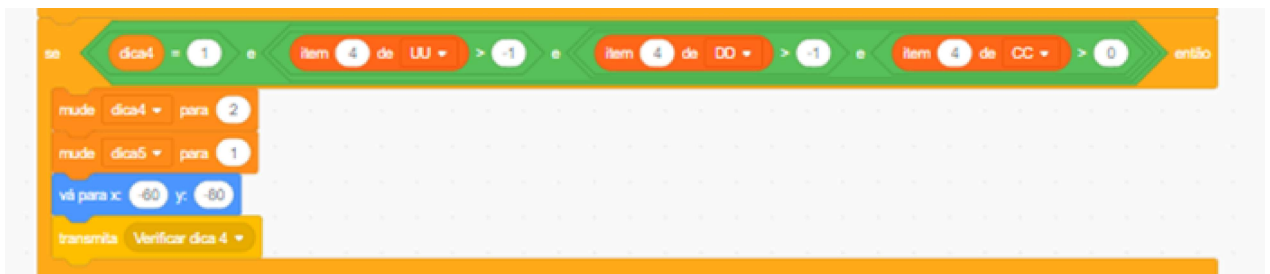 se dica4 = 1 e item 4 de UU > -1 e item 4 de DD > -1 e item 4 de CC > 0 então
mude dica4 para 2
mude dica5 para 1
vá para x: -60 y: -80
transmita Verificar dica 4